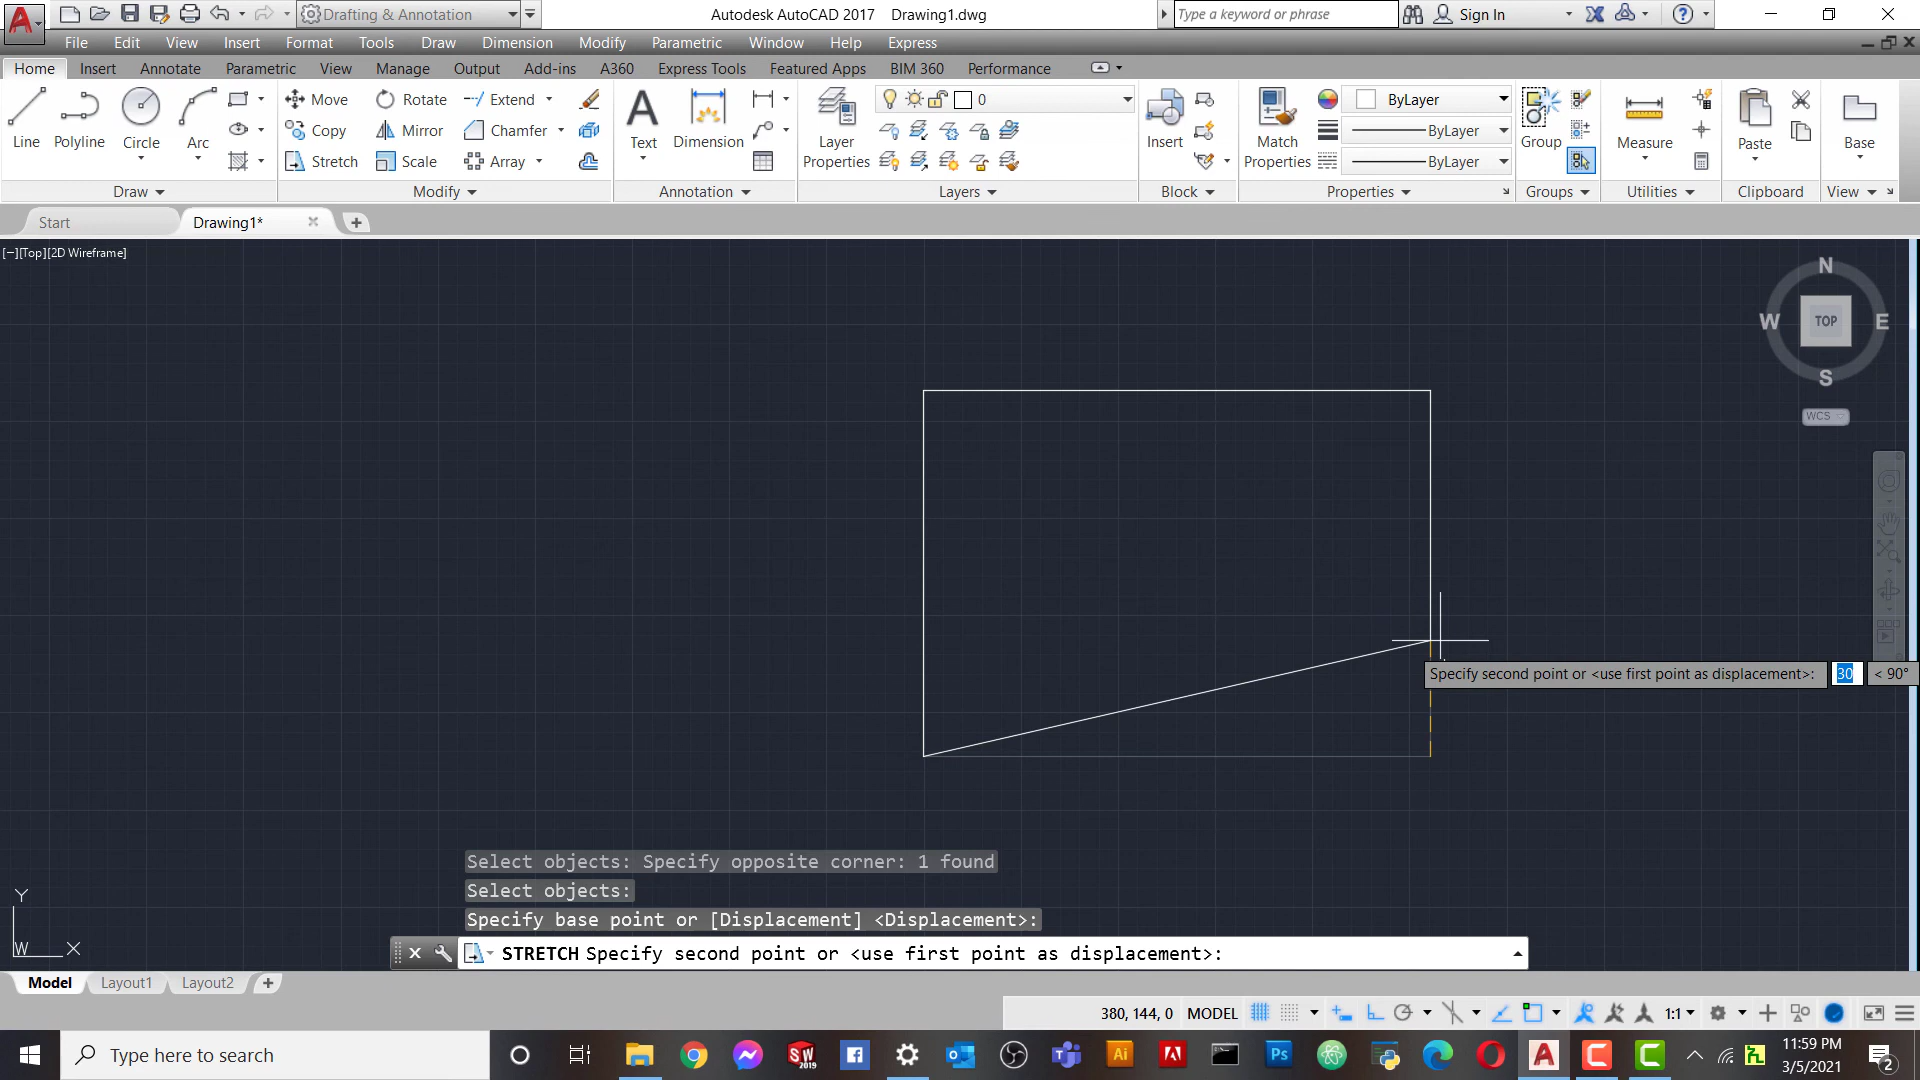 Drafting & Annotation
Autodesk AutoCAD 2017 Drawing1.dwg
Type a keyword or phrase
Sign In
File Edit View Insert Format Tools Draw Dimension Modify Parametric Window Help Express
Home Insert Annotate Parametric View Manage Output Add-ins A360 Express Tools Featured Apps BIM 360 Performance
Line Polyline Circle Arc
Move Rotate Extend
Copy Mirror Chamfer
Stretch Scale Array
Text Dimension
Layer Properties
0
Insert
Match Properties
ByLayer
ByLayer
ByLayer
Group Measure Paste Base
Draw Modify Annotation Layers Block Properties Groups Utilities Clipboard View
Start Drawing1*
[−][Top][2D Wireframe]
N
W TOP E
S
WCS
Specify second point or <use first point as displacement>: 30 < 90°
Select objects: Specify opposite corner: 1 found
Select objects:
Specify base point or [Displacement] <Displacement>:
STRETCH Specify second point or <use first point as displacement>:
Y
W X
Model Layout1 Layout2
380, 144, 0 MODEL 1:1
Type here to search
SW 2019
Ai
Ps
11:59 PM
3/5/2021
2